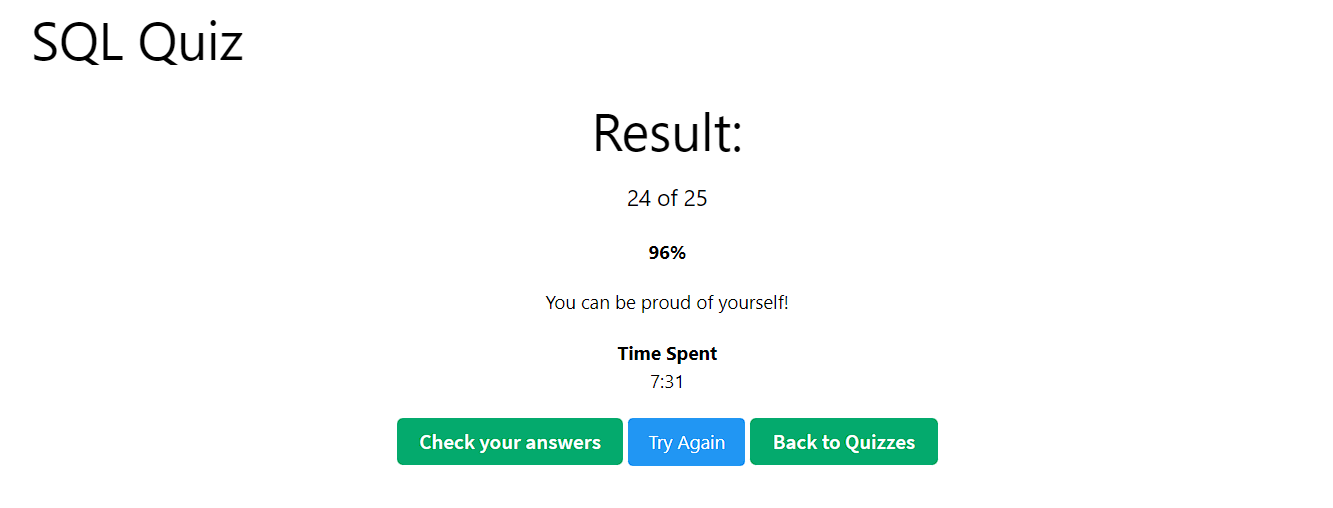 SQL Quiz
Result:
24 of 25
96%
You can be proud of yourself!
Time Spent
7:31
Check your answers Try Again Back to Quizzes